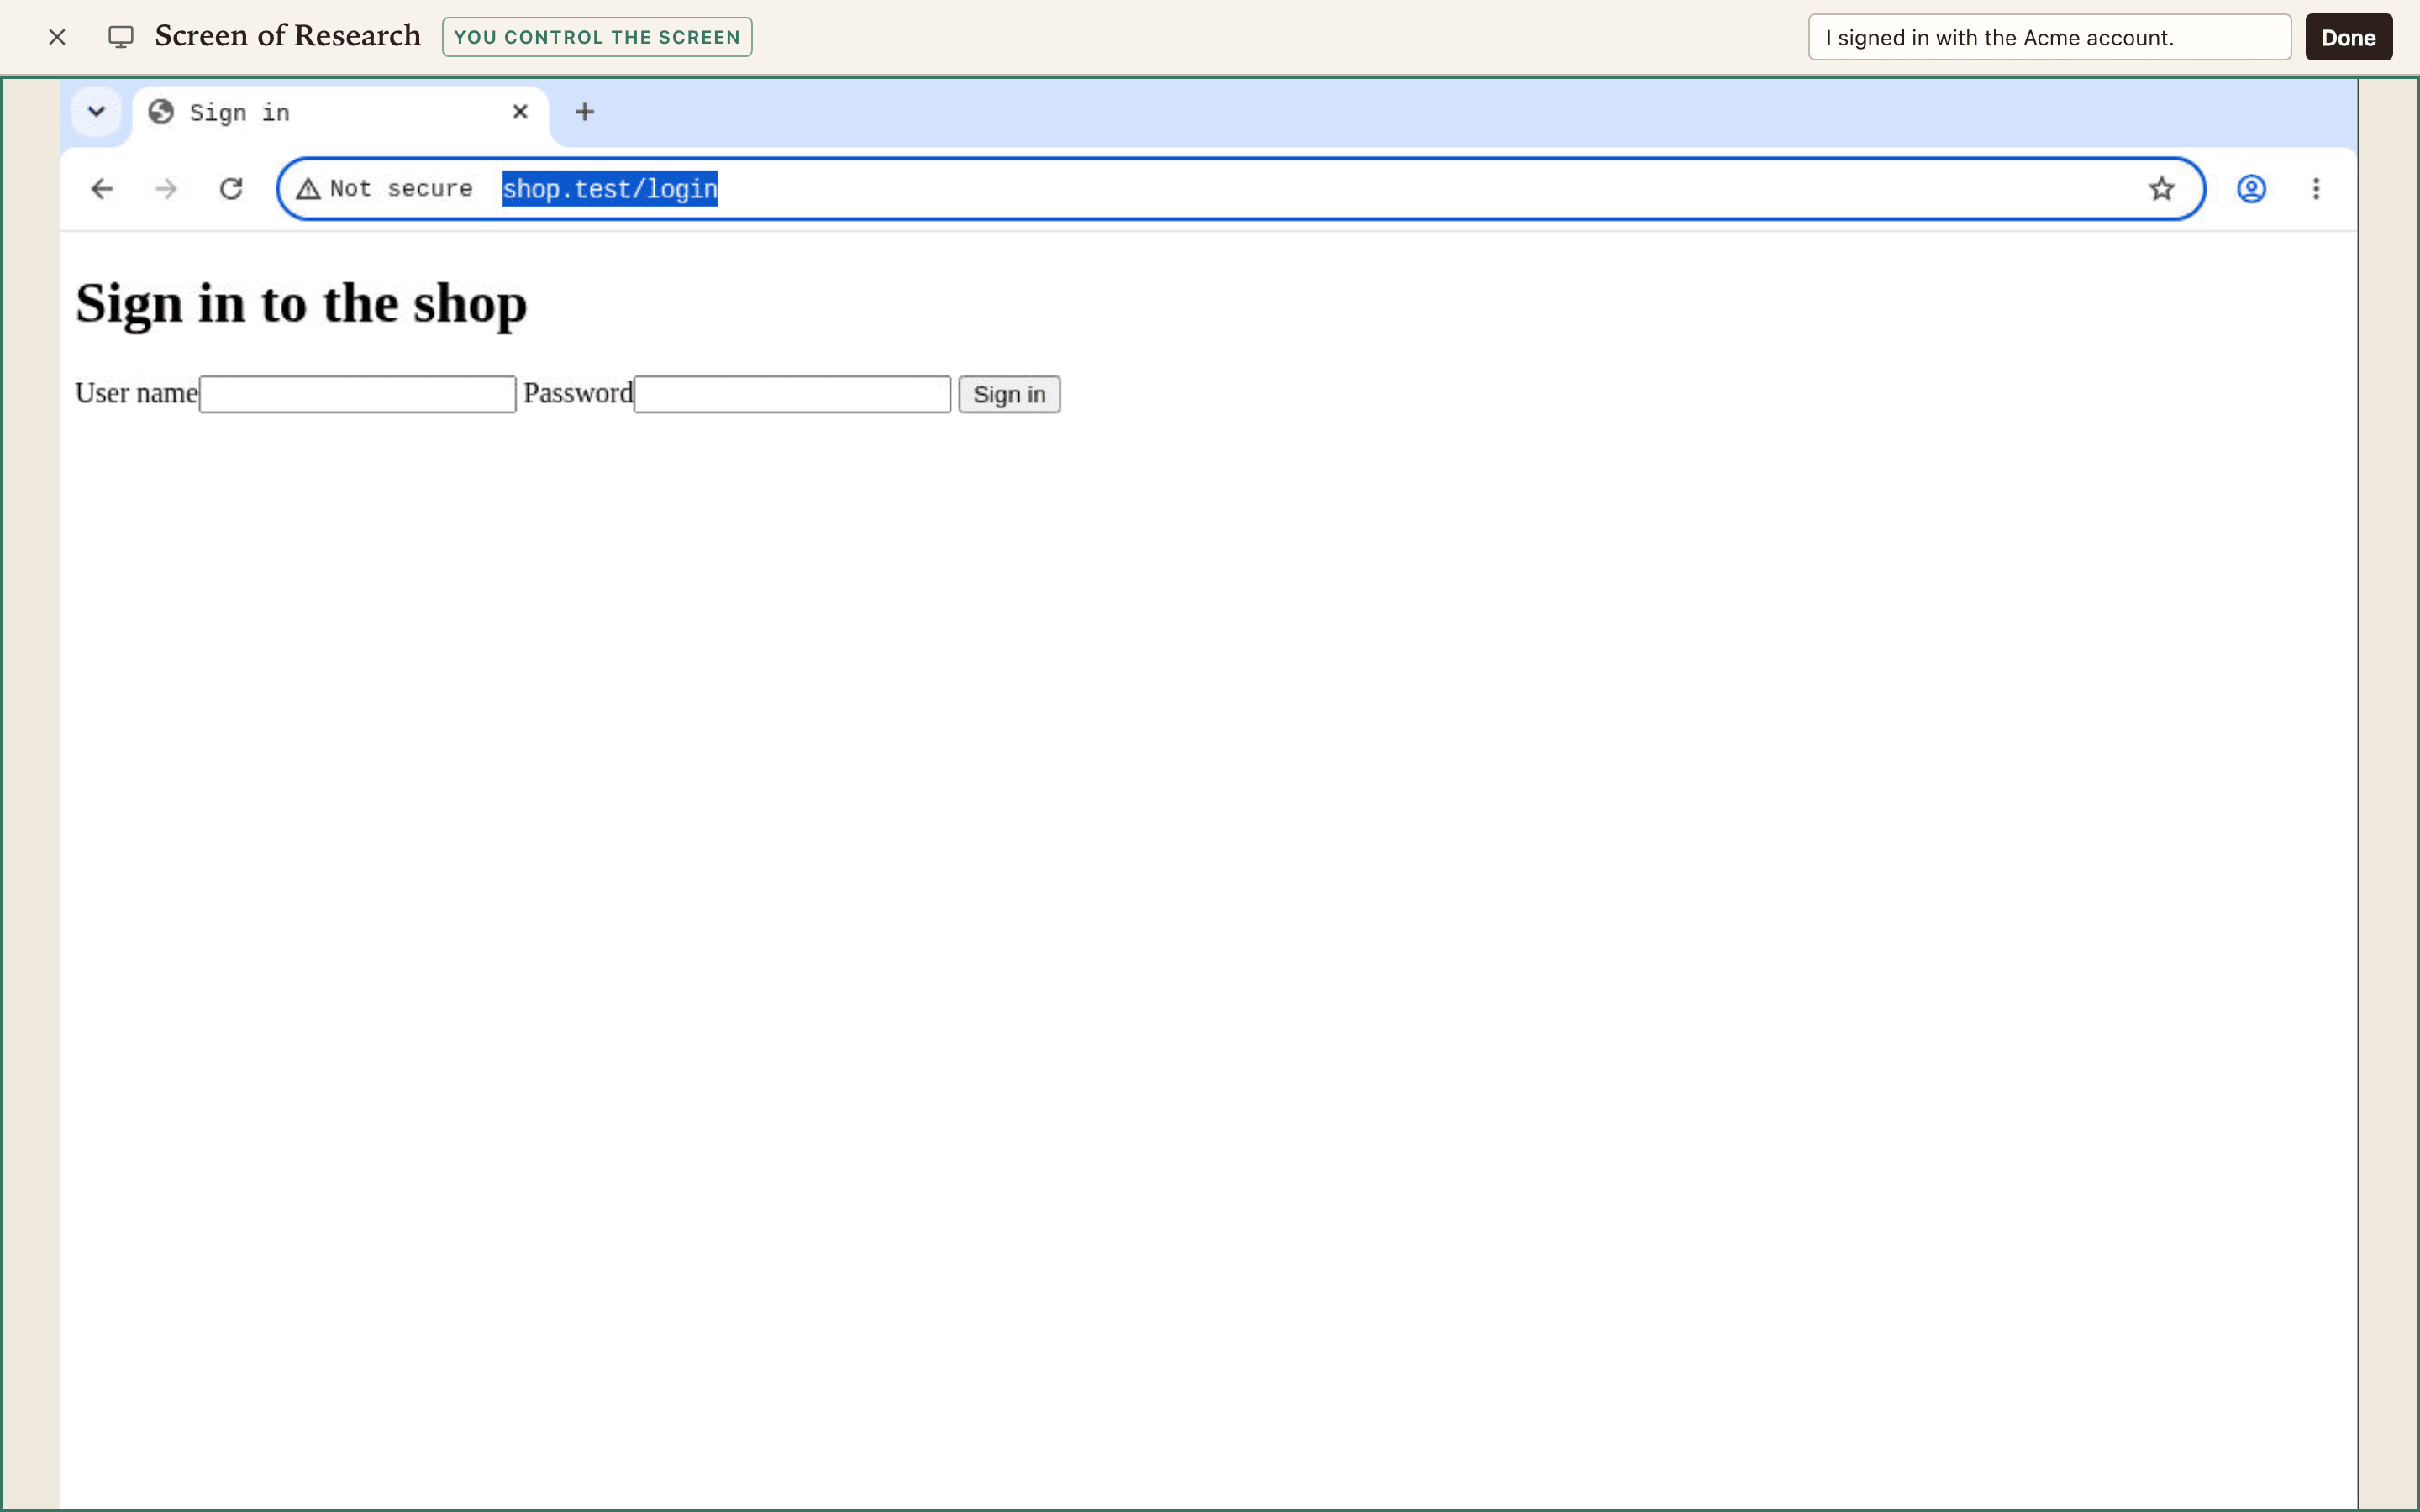 Screen of Research
YOU CONTROL THE SCREEN
I signed in with the Acme account.
Done
Sign in
Not secure
shop.test/login
Sign in to the shop
User name
Password
Sign in